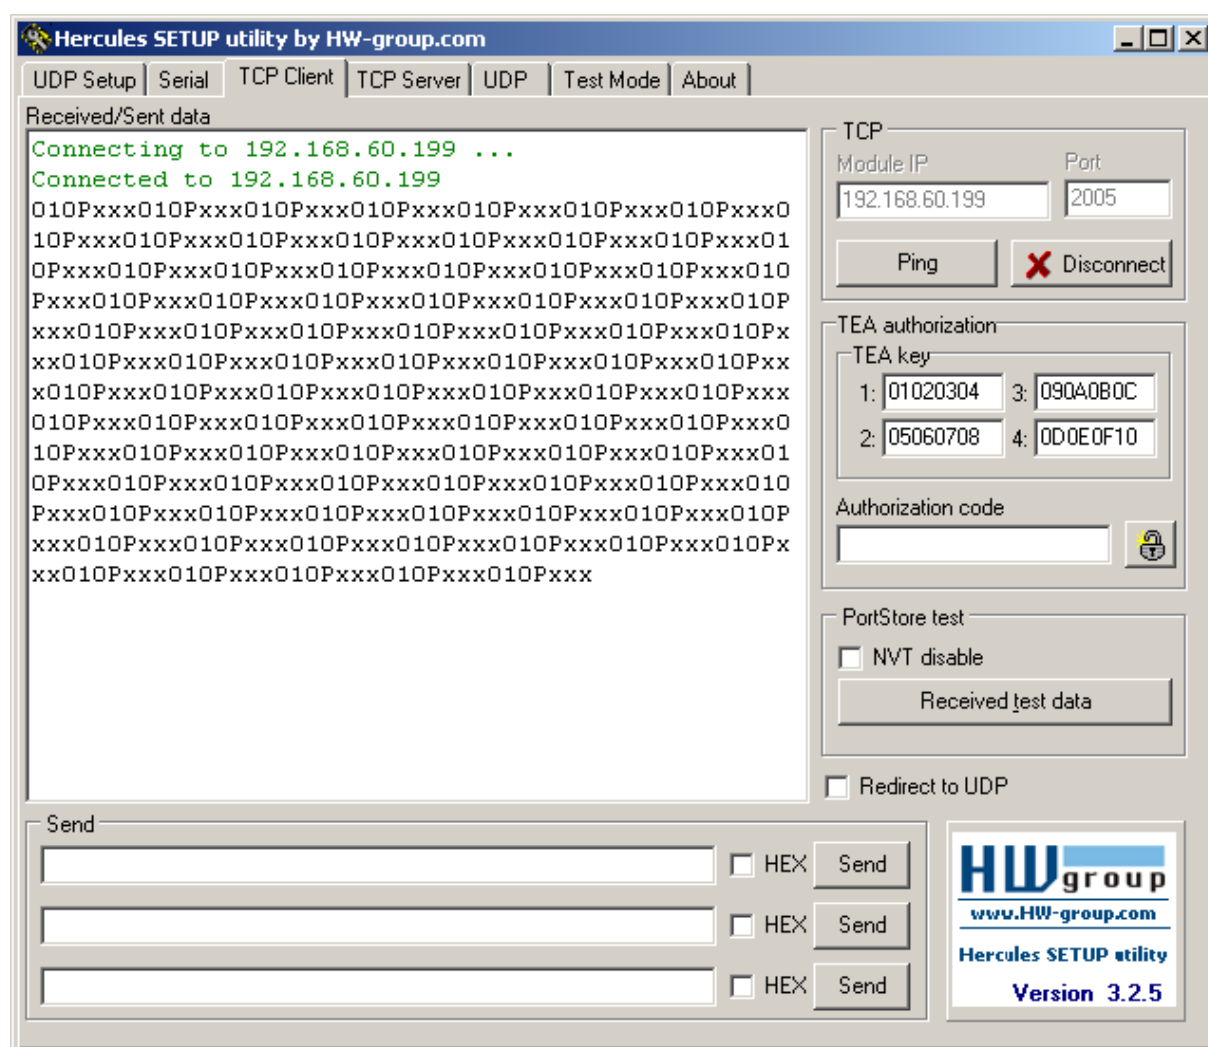 Hercules SETUP utility by HW-group.com
UDP Setup Serial TCP Client TCP Server UDP Test Mode About
Received/Sent data
Connecting to 192.168.60.199 ...
Connected to 192.168.60.199
010Pxxx010Pxxx010Pxxx010Pxxx010Pxxx010Pxxx010Pxxx0
10Pxxx010Pxxx010Pxxx010Pxxx010Pxxx010Pxxx010Pxxx01
0Pxxx010Pxxx010Pxxx010Pxxx010Pxxx010Pxxx010Pxxx010
Pxxx010Pxxx010Pxxx010Pxxx010Pxxx010Pxxx010Pxxx010P
xxx010Pxxx010Pxxx010Pxxx010Pxxx010Pxxx010Pxxx010Px
xx010Pxxx010Pxxx010Pxxx010Pxxx010Pxxx010Pxxx010Pxx
x010Pxxx010Pxxx010Pxxx010Pxxx010Pxxx010Pxxx010Pxxx
010Pxxx010Pxxx010Pxxx010Pxxx010Pxxx010Pxxx010Pxxx0
10Pxxx010Pxxx010Pxxx010Pxxx010Pxxx010Pxxx010Pxxx01
0Pxxx010Pxxx010Pxxx010Pxxx010Pxxx010Pxxx010Pxxx010
Pxxx010Pxxx010Pxxx010Pxxx010Pxxx010Pxxx010Pxxx010P
xxx010Pxxx010Pxxx010Pxxx010Pxxx010Pxxx010Pxxx010Px
xx010Pxxx010Pxxx010Pxxx010Pxxx010Pxxx
TCP
Module IP Port
192.168.60.199 2005
Ping Disconnect
TEA authorization
TEA key
1: 01020304 3: 090A0B0C
2: 05060708 4: 0D0E0F10
Authorization code
PortStore test
NVT disable
Received test data
Redirect to UDP
Send
HEX Send
HEX Send
HEX Send
HW group
www.HW-group.com
Hercules SETUP utility
Version 3.2.5